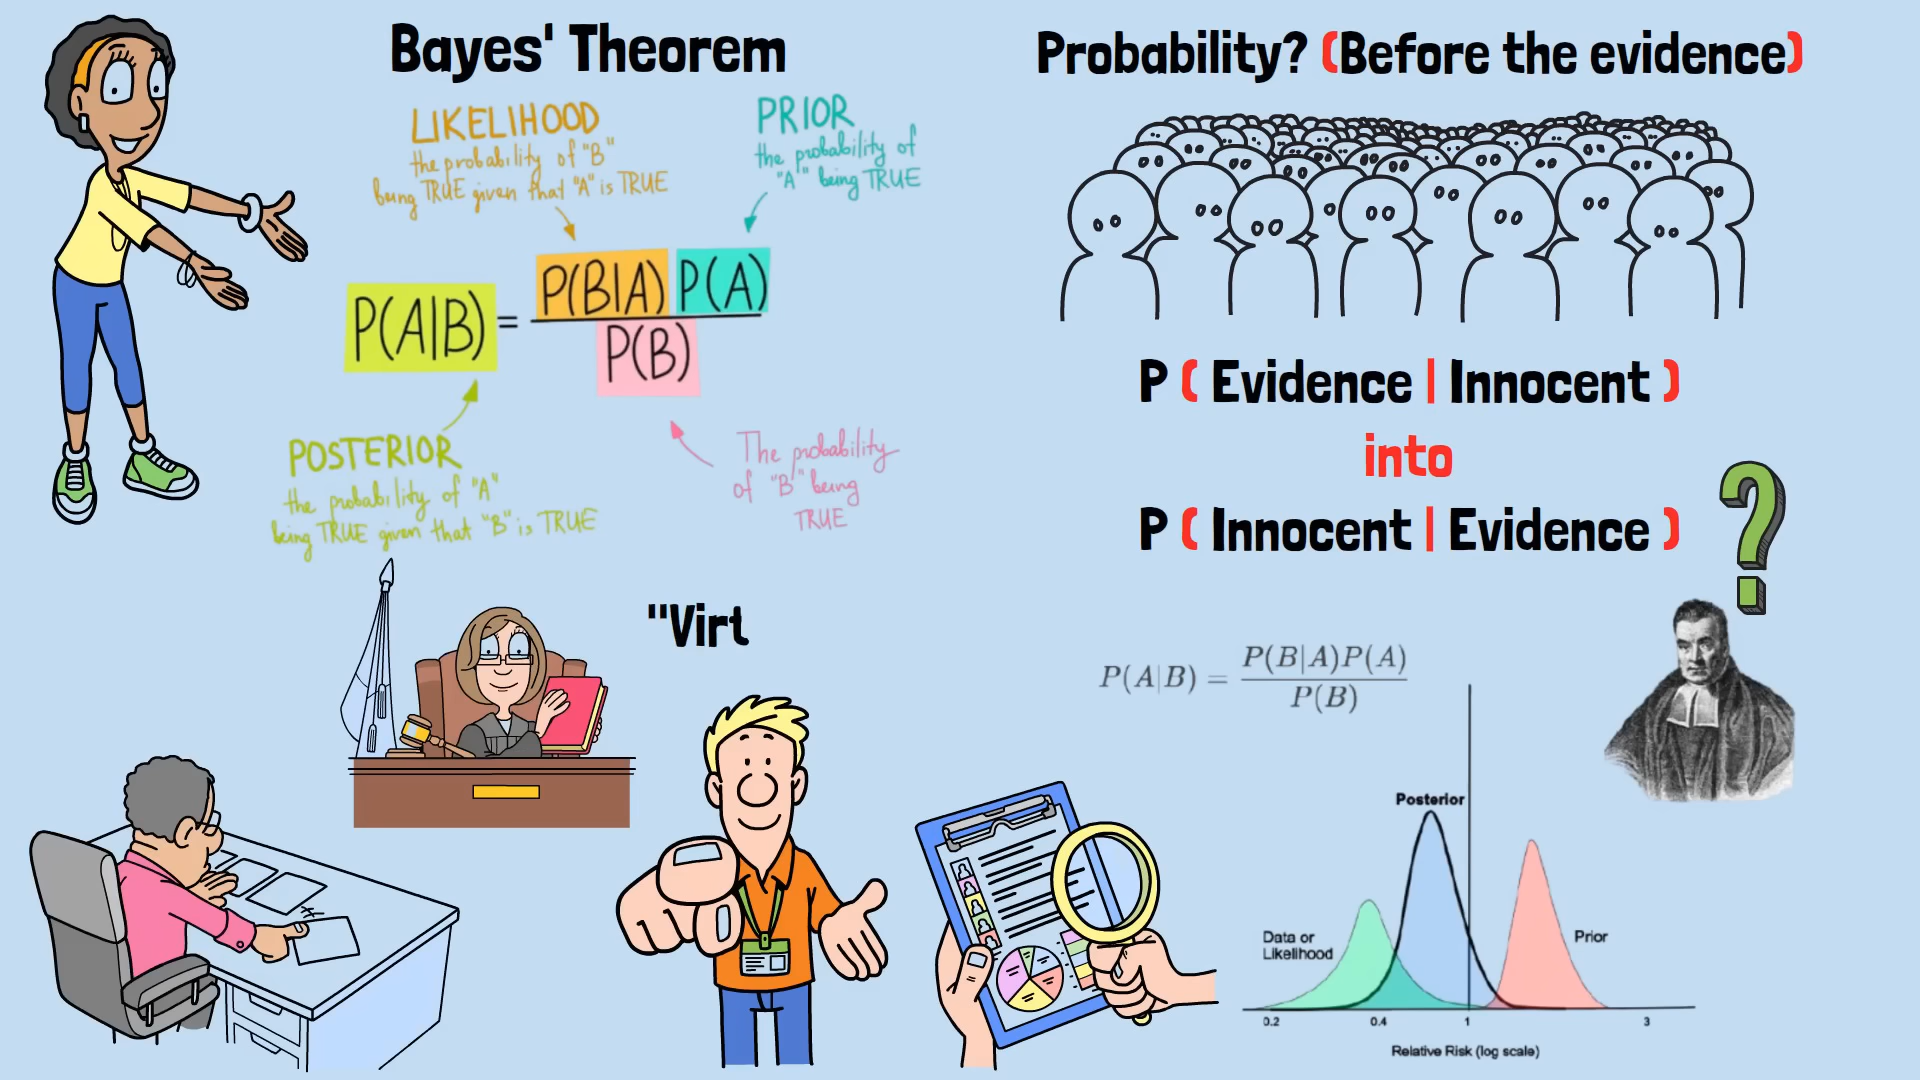 Bayes' Theorem
LIKELIHOOD
the probability of "B"
being TRUE given that "A" is TRUE
PRIOR
the probability of
"A" being TRUE
P(A|B) = P(B|A) P(A)
P(B)
POSTERIOR
the probability of "A"
being TRUE given that "B" is TRUE
The probability
of "B" being
TRUE
Probability? (Before the evidence)
P ( Evidence | Innocent )
into
P ( Innocent | Evidence )
"Virt
P(A|B) = P(B|A)P(A)
P(B)
Posterior
Data or
Likelihood
Prior
0.2 0.4 1 3
Relative Risk (log scale)